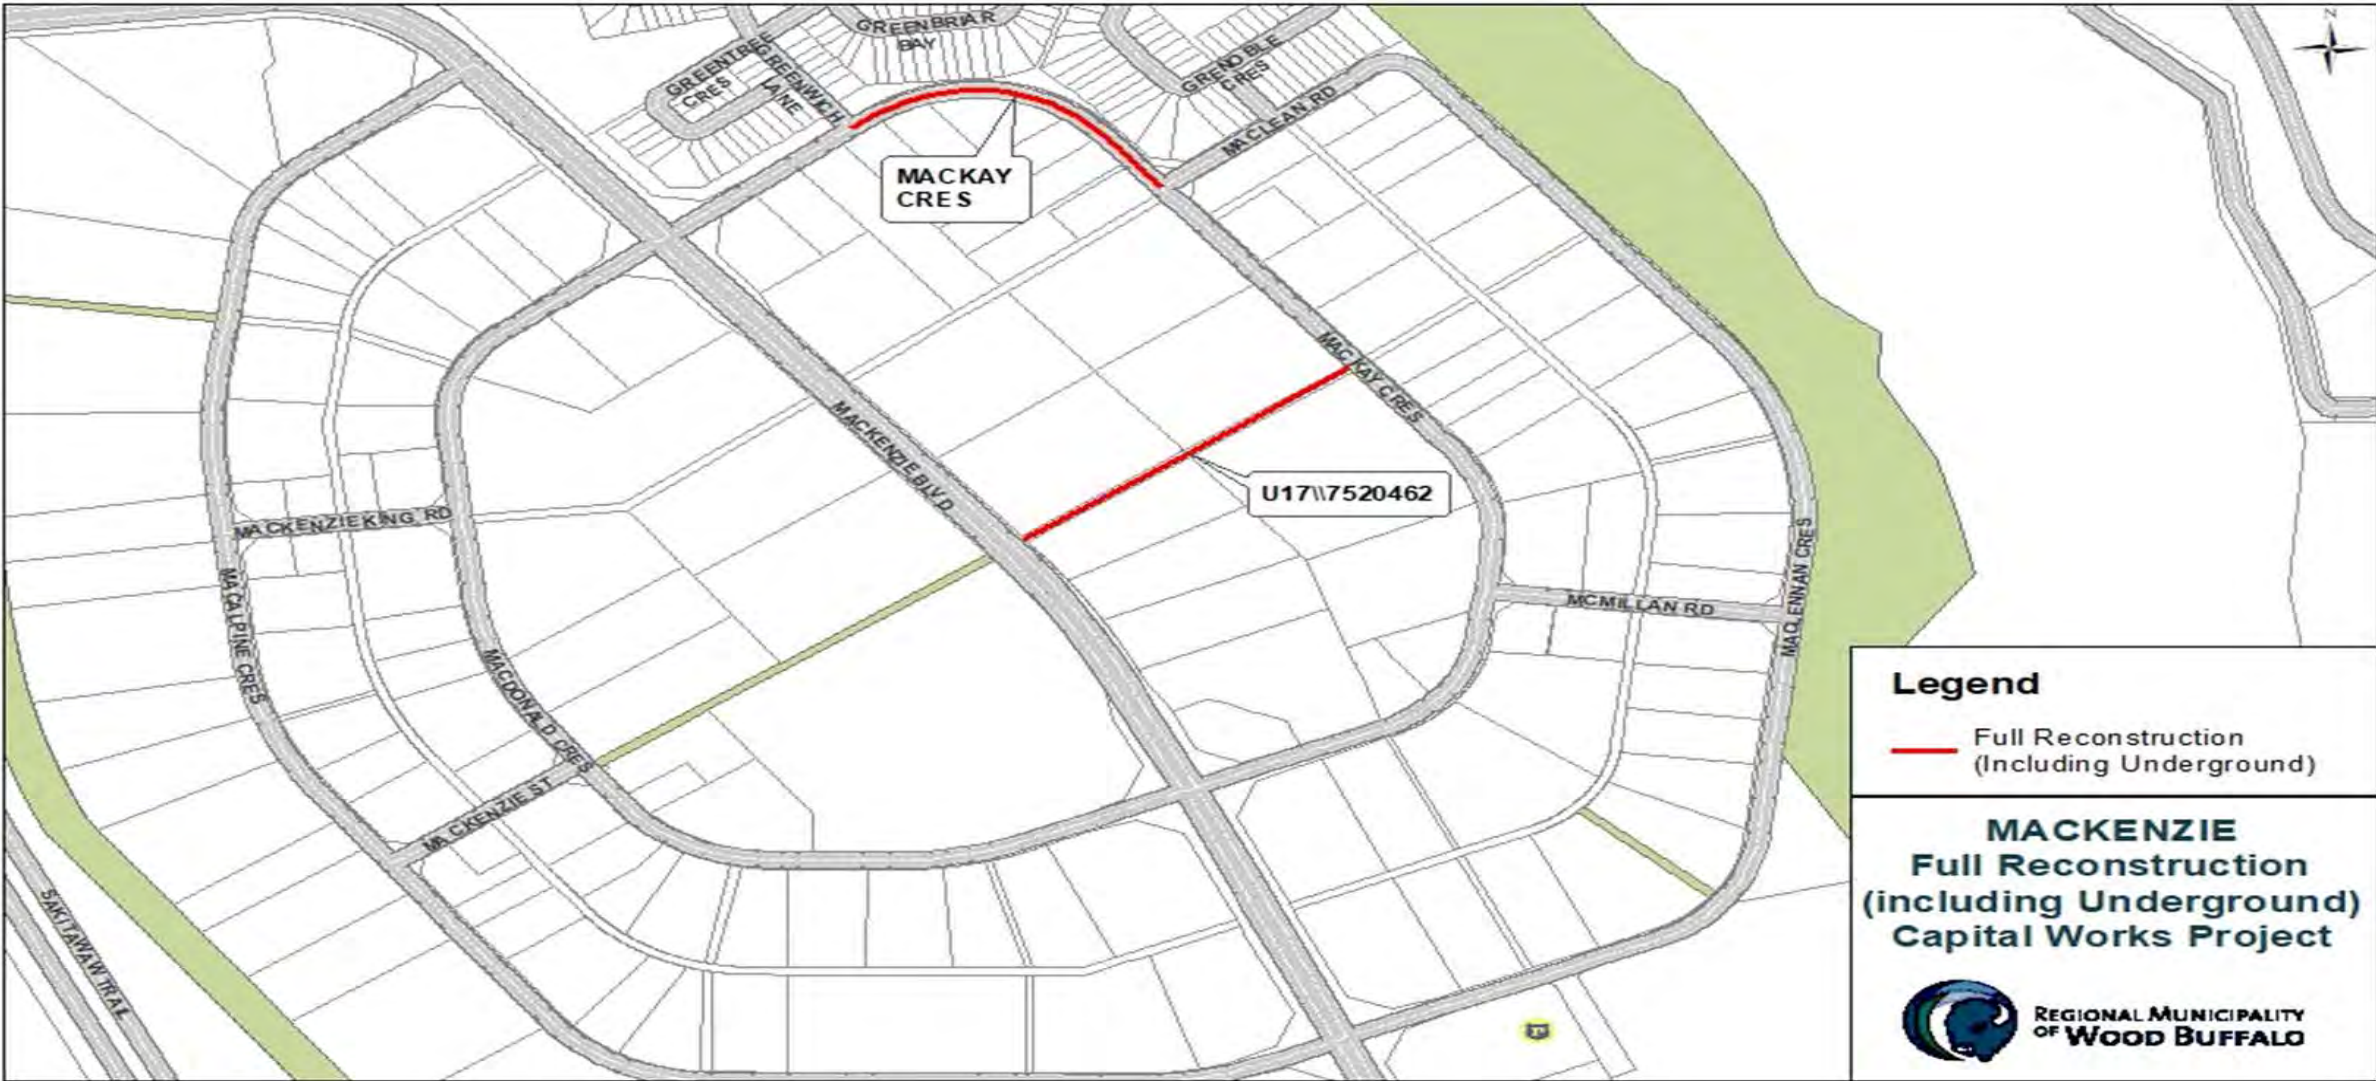 GREENBRIAR
BAY
GREENTREE
CRES
GREENWICH
LANE
GRENOBLE
CRES
MACLEAN RD
N
MACKAY
CRES
MACKAY CRES
MACKENZIE BLVD
U17\\7520462
MACKENZIE KING RD
MACALPINE CRES
MACDONALD CRES
MACKENZIE ST
MCMILLAN RD
MACLENNAN CRES
SAKITAWAW TRAIL
Legend
Full Reconstruction
(Including Underground)
MACKENZIE
Full Reconstruction
(including Underground)
Capital Works Project
REGIONAL MUNICIPALITY
OF WOOD BUFFALO